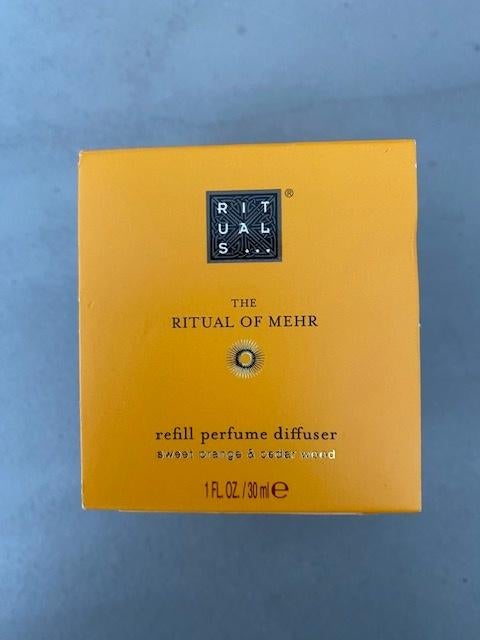 RIT
UAL
S...
®
THE
RITUAL OF MEHR
refill perfume diffuser
sweet orange & cedar wood
1 FL. OZ. / 30 ml e